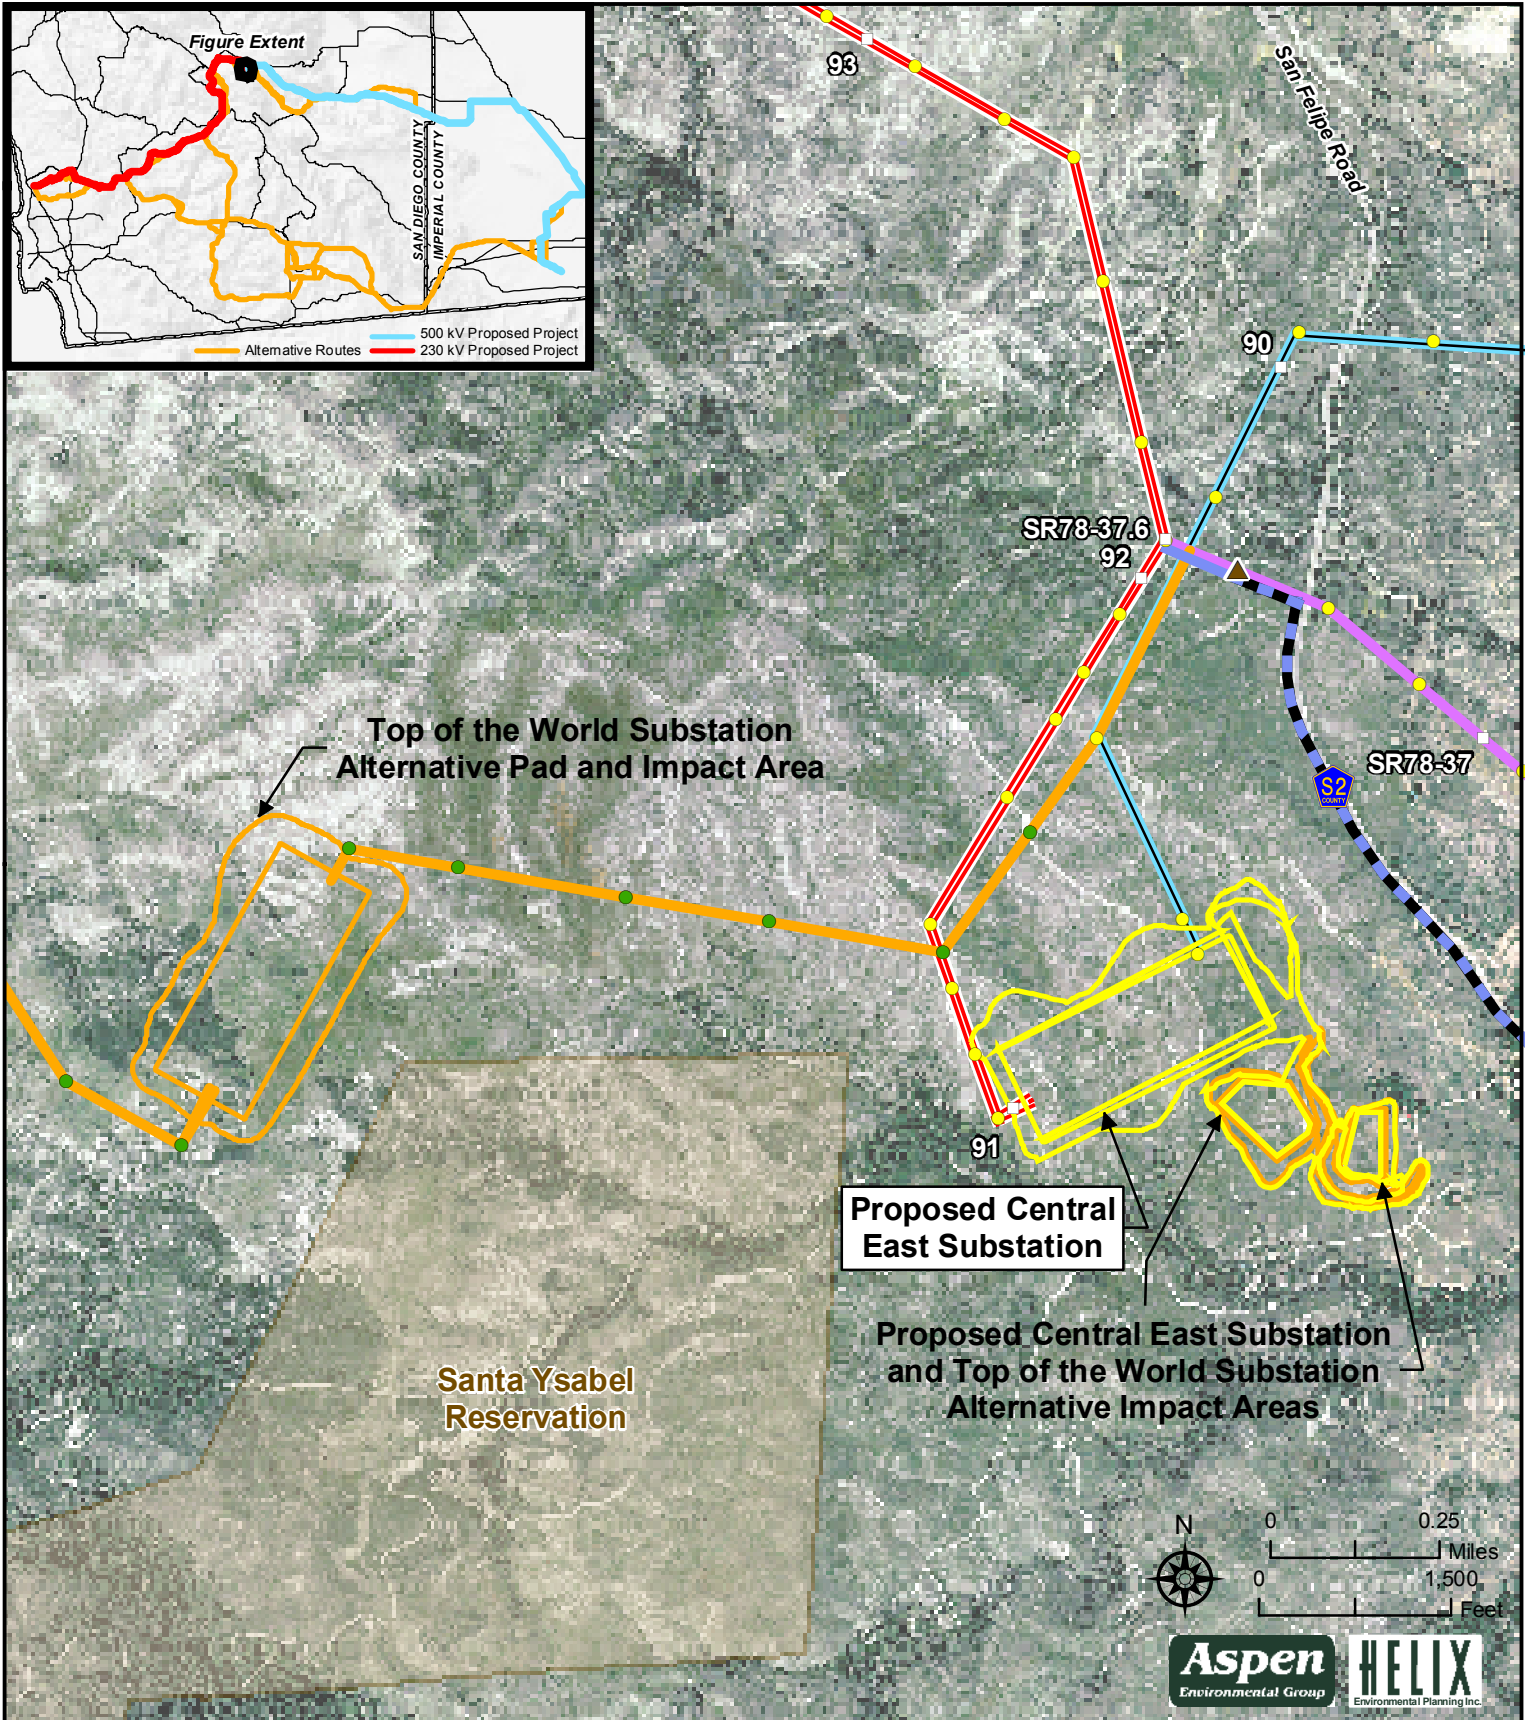 Figure Extent
SAN DIEGO COUNTY
IMPERIAL COUNTY
500 kV Proposed Project
Alternative Routes
230 kV Proposed Project
93
San Felipe Road
90
SR78-37.6
92
Top of the World Substation
Alternative Pad and Impact Area
SR78-37
S2
COUNTY
91
Proposed Central
East Substation
Proposed Central East Substation
and Top of the World Substation
Alternative Impact Areas
Santa Ysabel
Reservation
N
0 0.25
Miles
0 1,500
Feet
Aspen
Environmental Group
HELIX
Environmental Planning Inc.